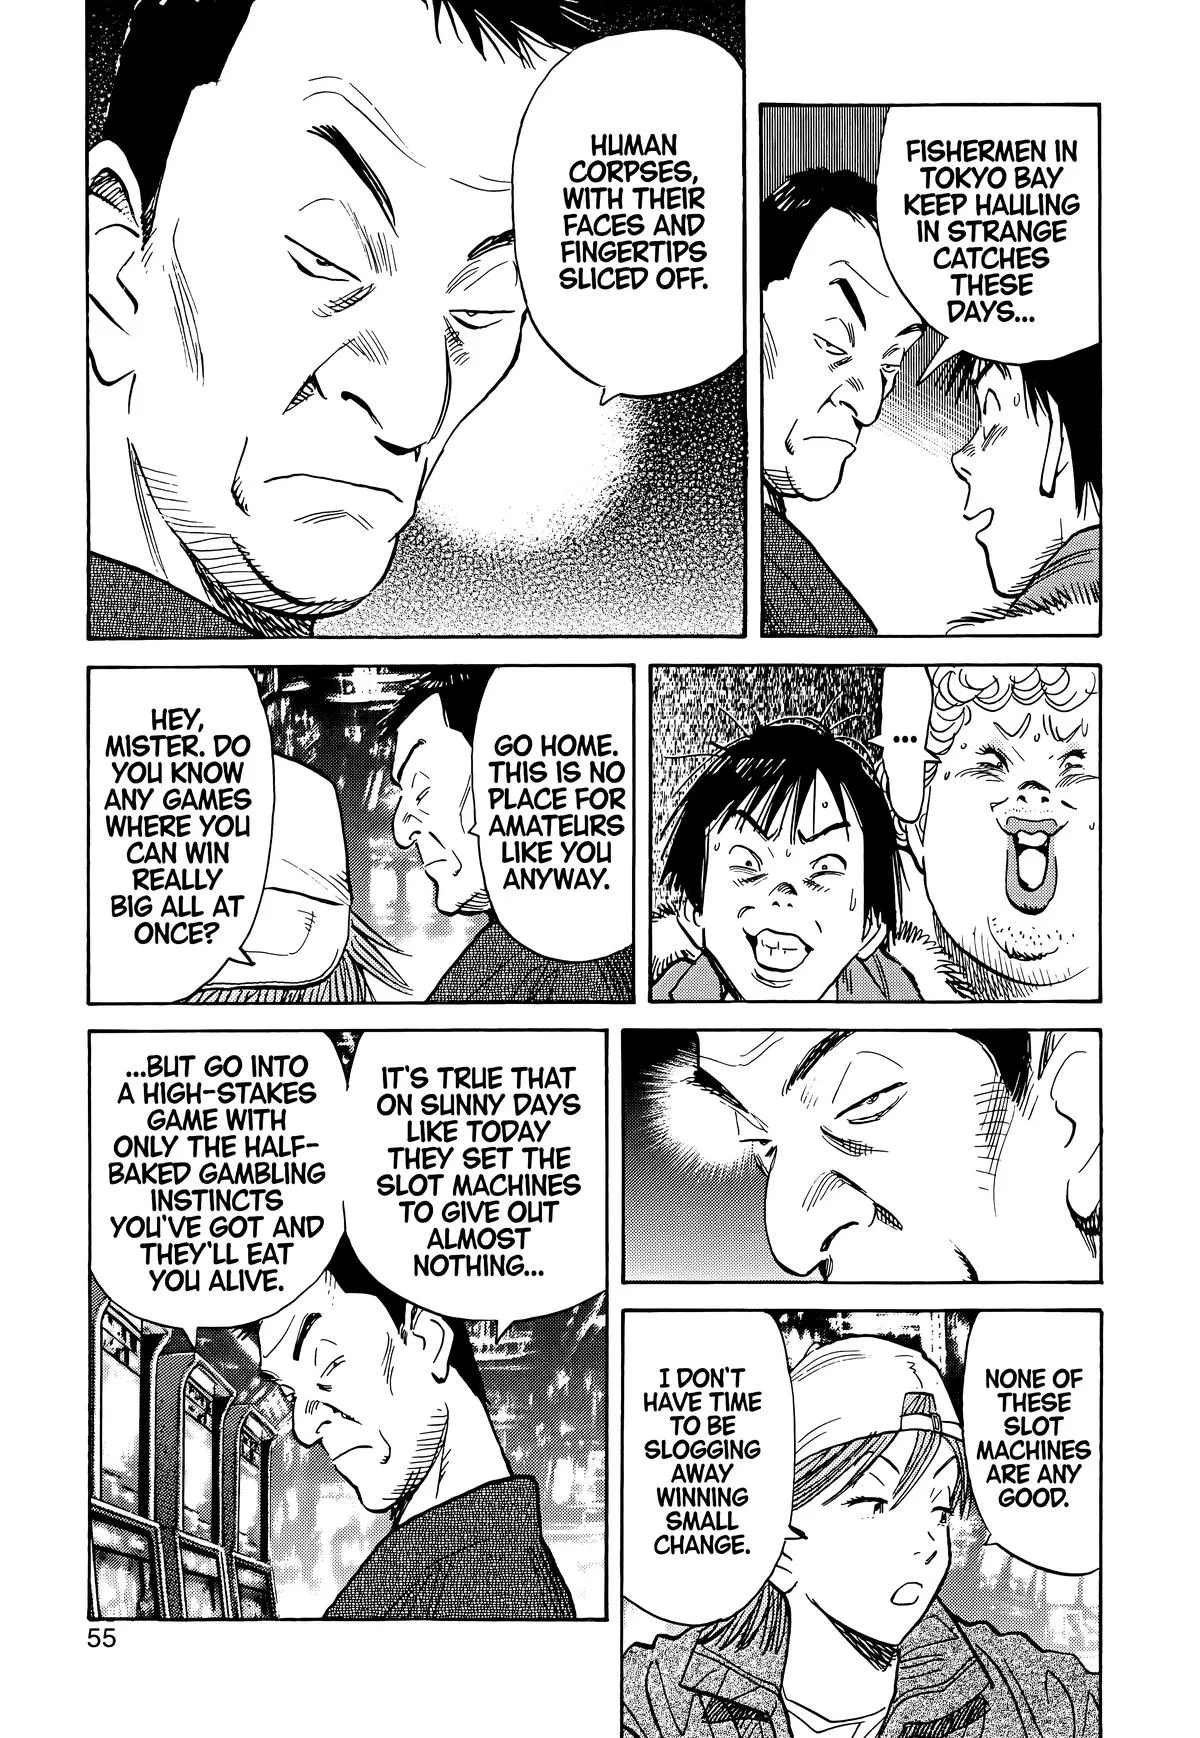 FISHERMEN IN
TOKYO BAY
KEEP HAULING
IN STRANGE
CATCHES
THESE
DAYS...
HUMAN
CORPSES,
WITH THEIR
FACES AND
FINGERTIPS
SLICED OFF.
...
GO HOME.
THIS IS NO
PLACE FOR
AMATEURS
LIKE YOU
ANYWAY.
HEY,
MISTER. DO
YOU KNOW
ANY GAMES
WHERE YOU
CAN WIN
REALLY
BIG ALL AT
ONCE?
NONE OF
THESE
SLOT
MACHINES
ARE ANY
GOOD.
I DON'T
HAVE TIME
TO BE
SLOGGING
AWAY
WINNING
SMALL
CHANGE.
IT'S TRUE THAT
ON SUNNY DAYS
LIKE TODAY
THEY SET THE
SLOT MACHINES
TO GIVE OUT
ALMOST
NOTHING...
...BUT GO INTO
A HIGH-STAKES
GAME WITH
ONLY THE HALF-
BAKED GAMBLING
INSTINCTS
YOU'VE GOT AND
THEY'LL EAT
YOU ALIVE.
55